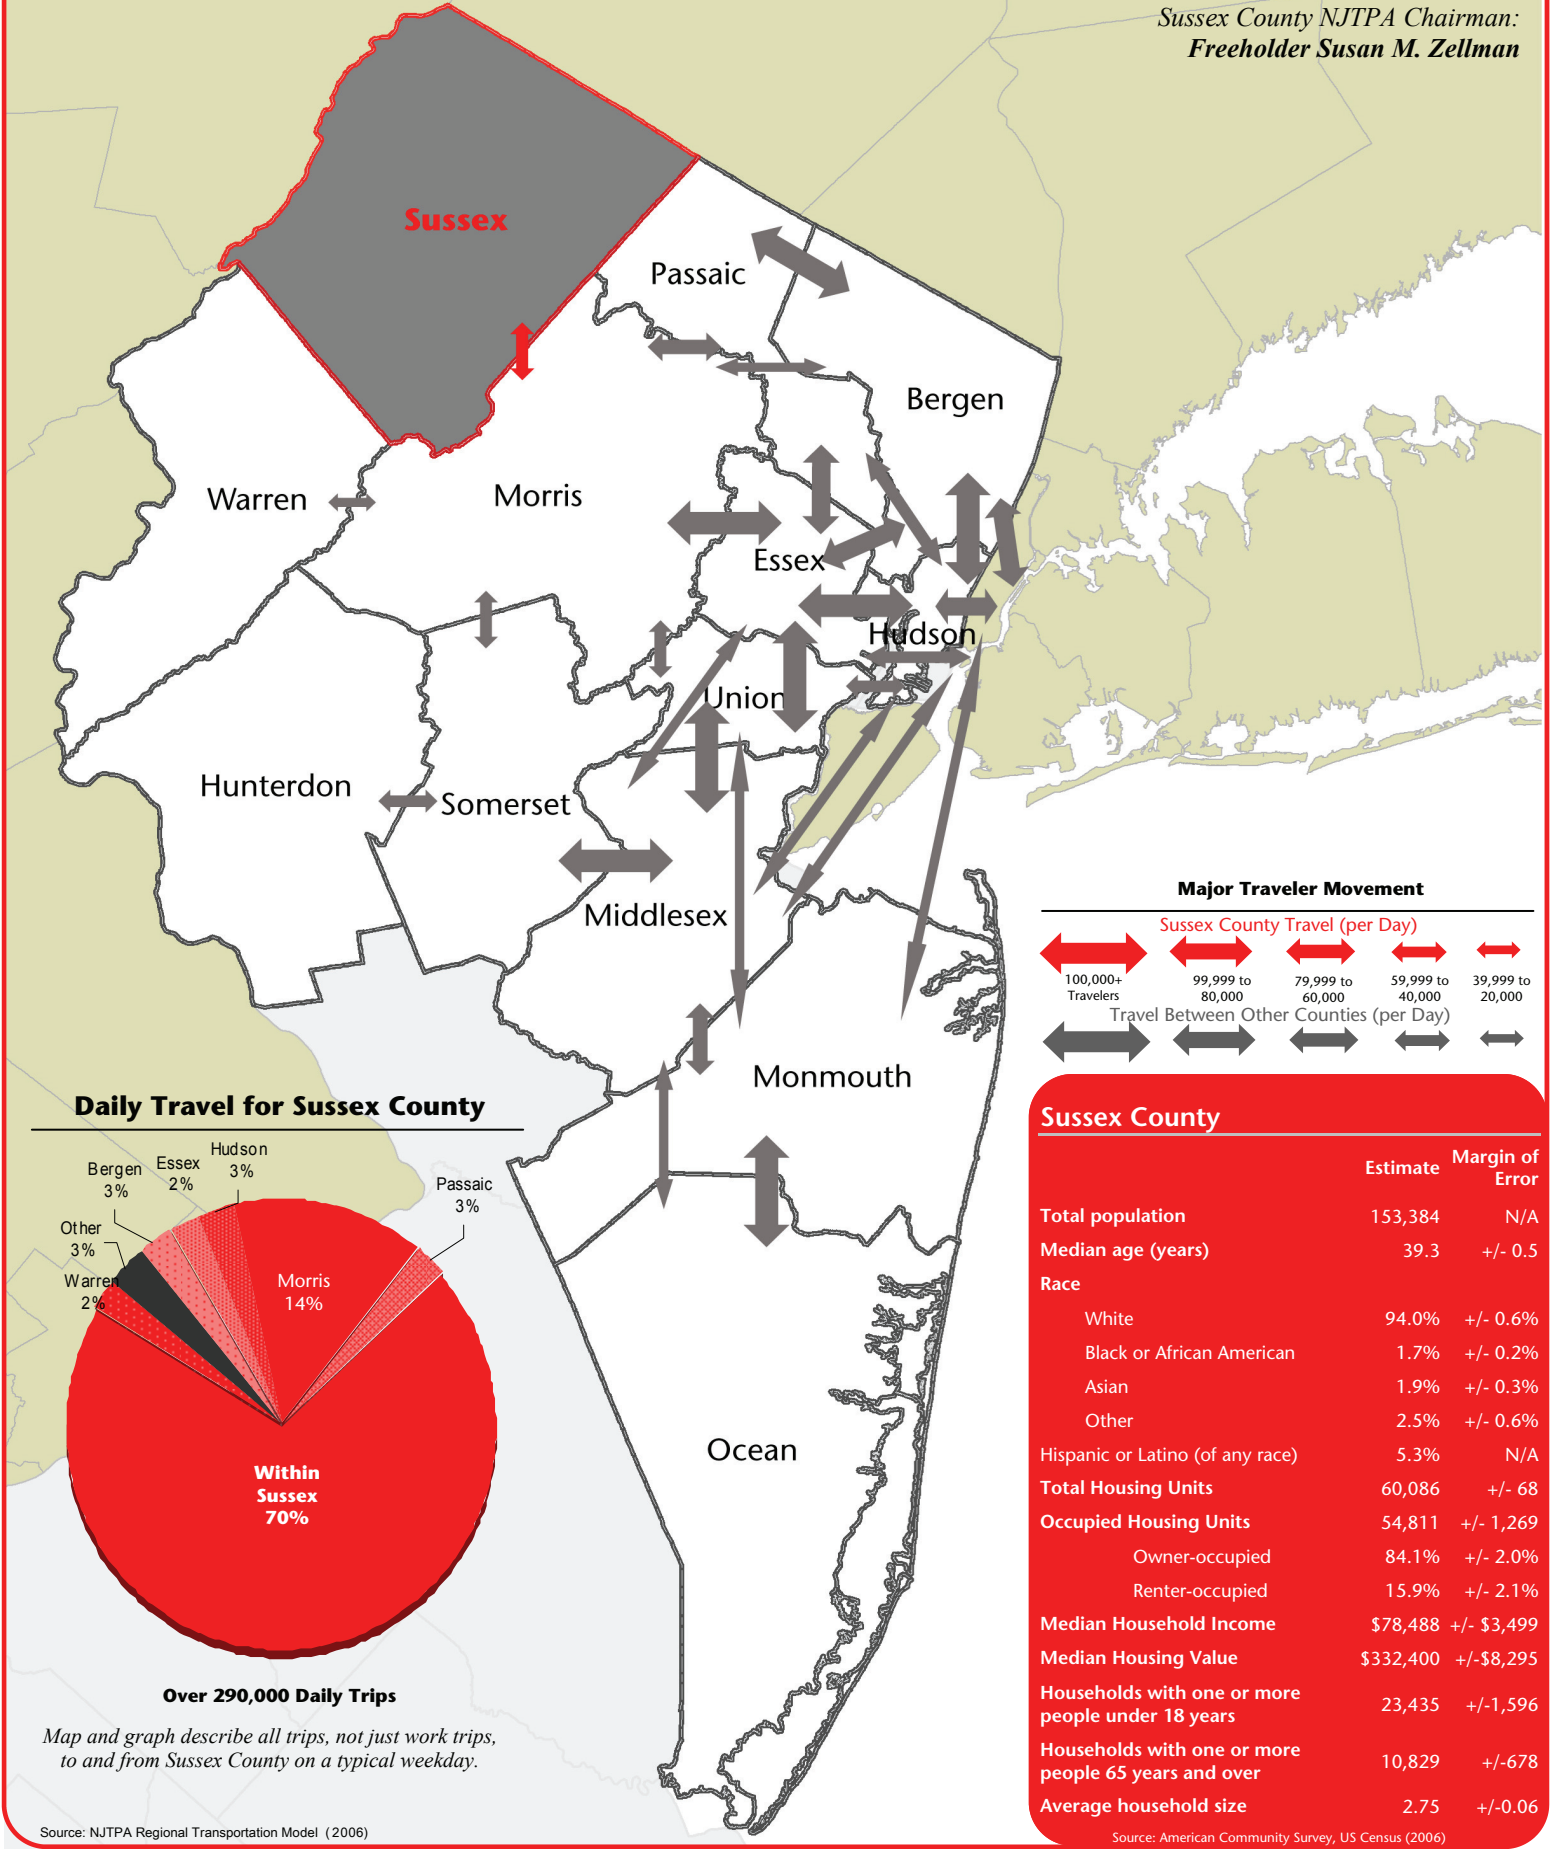 Sussex County NJTPA Chairman:
Freeholder Susan M. Zellman
Sussex
Passaic
Bergen
Warren
Morris
Essex
Hudson
Union
Hunterdon
Somerset
Middlesex
Monmouth
Ocean
Major Traveler Movement
Sussex County Travel (per Day)
100,000+
Travelers
99,999 to
80,000
79,999 to
60,000
59,999 to
40,000
39,999 to
20,000
Travel Between Other Counties (per Day)
Daily Travel for Sussex County
Hudson
3%
Essex
2%
Bergen
3%
Passaic
3%
Other
3%
Warren
2%
Morris
14%
Within
Sussex
70%
Over 290,000 Daily Trips
Map and graph describe all trips, not just work trips,
to and from Sussex County on a typical weekday.
Source: NJTPA Regional Transportation Model (2006)
Sussex County
Estimate Margin of
Error
Total population 153,384 N/A
Median age (years) 39.3 +/- 0.5
Race
White 94.0% +/- 0.6%
Black or African American 1.7% +/- 0.2%
Asian 1.9% +/- 0.3%
Other 2.5% +/- 0.6%
Hispanic or Latino (of any race) 5.3% N/A
Total Housing Units 60,086 +/- 68
Occupied Housing Units 54,811 +/- 1,269
Owner-occupied 84.1% +/- 2.0%
Renter-occupied 15.9% +/- 2.1%
Median Household Income $78,488 +/- $3,499
Median Housing Value $332,400 +/-$8,295
Households with one or more
people under 18 years 23,435 +/-1,596
Households with one or more
people 65 years and over 10,829 +/-678
Average household size 2.75 +/-0.06
Source: American Community Survey, US Census (2006)